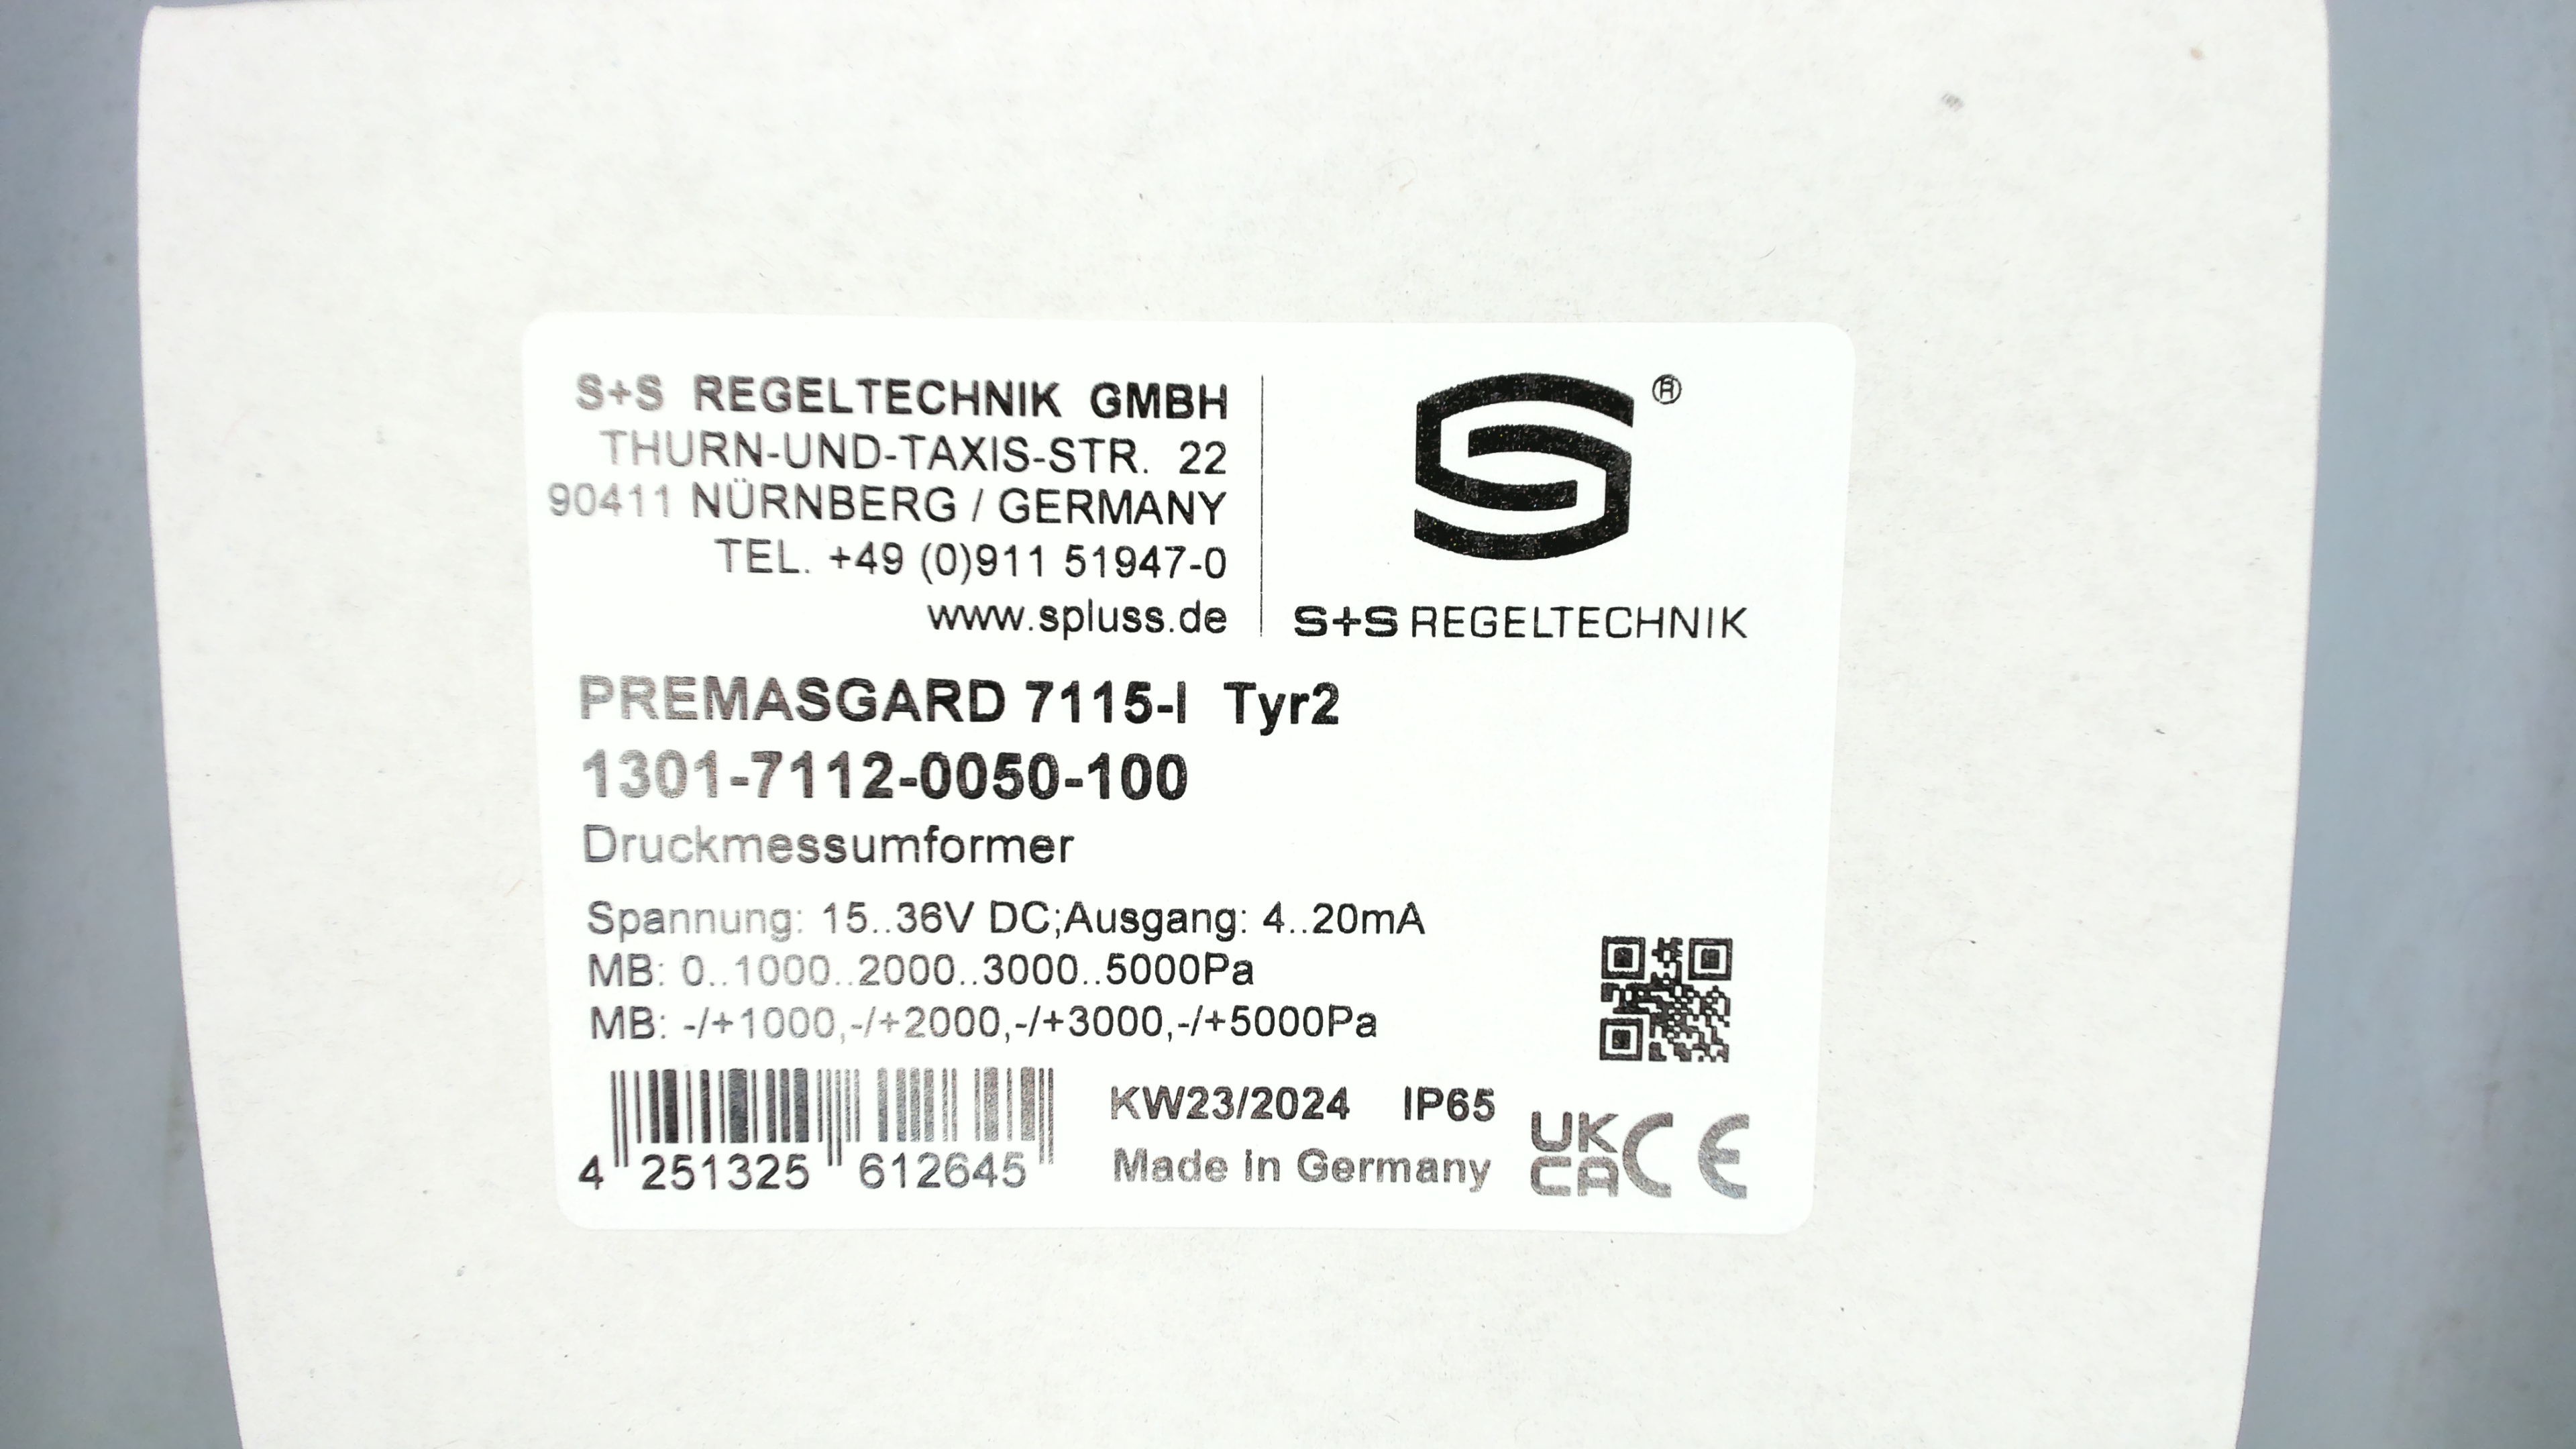 S+S REGELTECHNIK GMBH
THURN-UND-TAXIS-STR. 22
90411 NÜRNBERG / GERMANY
TEL. +49 (0)911 51947-0
www.spluss.de
®
S+S REGELTECHNIK
PREMASGARD 7115-I Tyr2
1301-7112-0050-100
Druckmessumformer
Spannung: 15..36V DC;Ausgang: 4..20mA
MB: 0..1000..2000..3000..5000Pa
MB: -/+1000,-/+2000,-/+3000,-/+5000Pa
4 251325 612645
KW23/2024 IP65
Made in Germany
UK
CA
CE